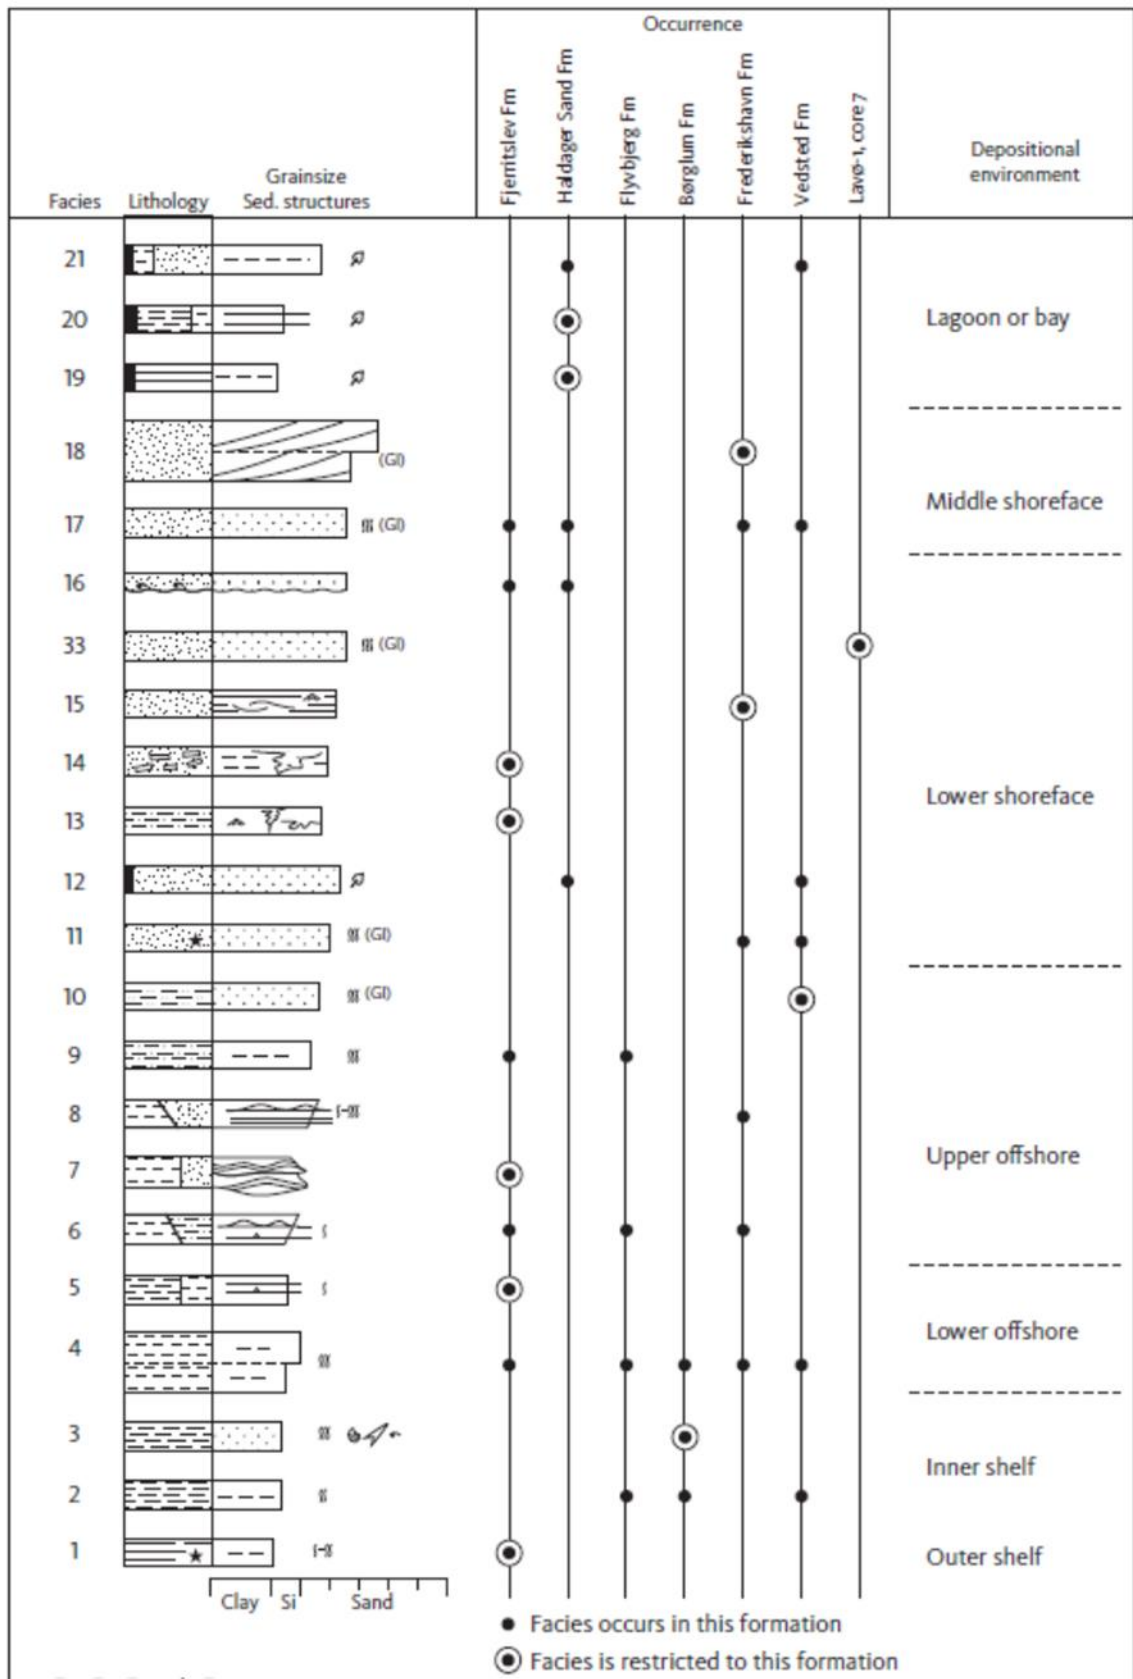 Occurrence
Fjerritslev Fm
Haldager Sand Fm
Flyvbjerg Fm
Børglum Fm
Frederikshavn Fm
Vedsted Fm
Lavø-1, core 7
Depositional
environment
Facies
Lithology
Grainsize
Sed. structures
21
20
Lagoon or bay
19
18
(Gl)
Middle shoreface
17
(Gl)
16
33
(Gl)
15
14
Lower shoreface
13
12
11
(Gl)
10
(Gl)
9
8
7
Upper offshore
6
5
Lower offshore
4
3
Inner shelf
2
1
Outer shelf
Clay Si Sand
Facies occurs in this formation
Facies is restricted to this formation